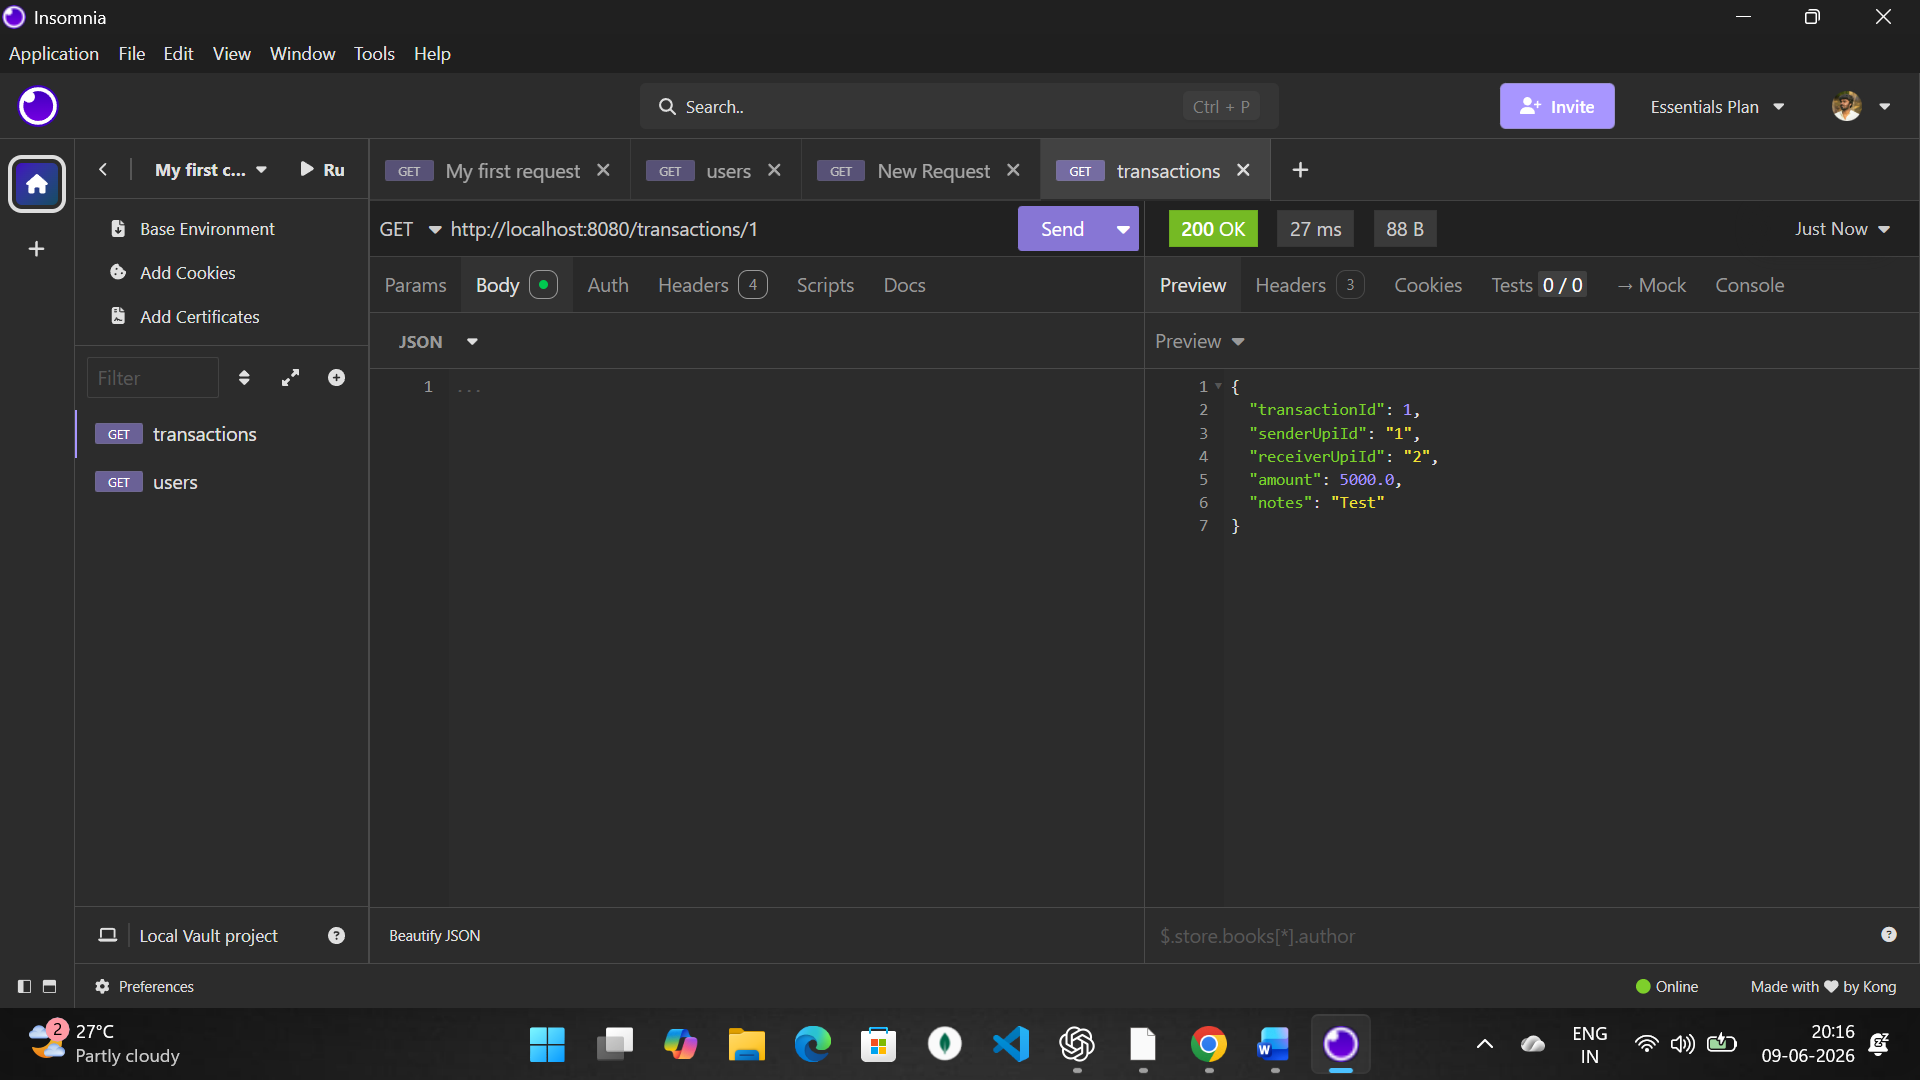 Insomnia
Application File Edit View Window Tools Help
Search.. Ctrl + P
Invite
Essentials Plan
My first c...
Ru
GET My first request
GET users
GET New Request
GET transactions
Base Environment
Add Cookies
Add Certificates
Filter
GET transactions
GET users
GET http://localhost:8080/transactions/1
Send
200 OK 27 ms 88 B
Just Now
Params Body Auth Headers 4 Scripts Docs
Preview Headers 3 Cookies Tests 0 / 0 → Mock Console
JSON
Preview
1 ...
1 {
2 "transactionId": 1,
3 "senderUpiId": "1",
4 "receiverUpiId": "2",
5 "amount": 5000.0,
6 "notes": "Test"
7 }
Local Vault project
Beautify JSON
$.store.books[*].author
Preferences
Online
Made with ❤ by Kong
2
27°C
Partly cloudy
ENG
IN
20:16
09-06-2026